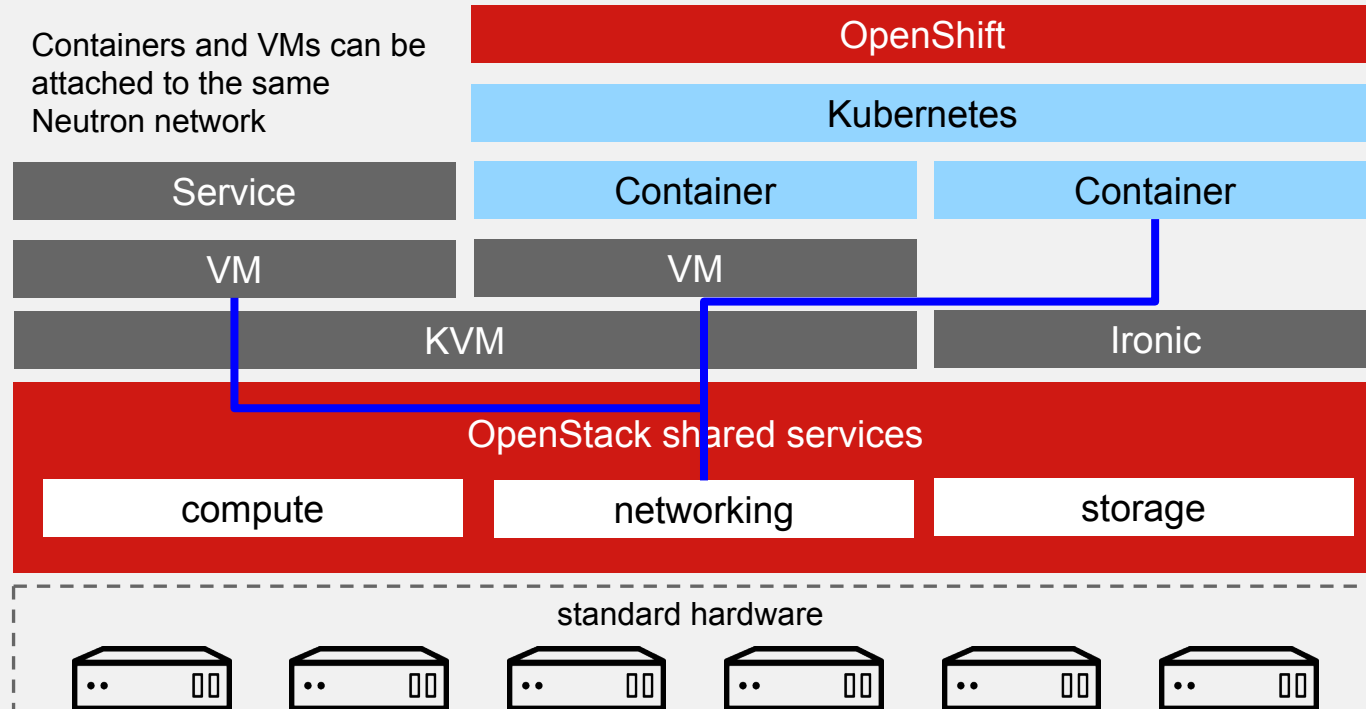 Containers and VMs can be
attached to the same
Neutron network
OpenShift
Kubernetes
Service
Container
Container
VM
VM
KVM
Ironic
OpenStack shared services
compute
networking
storage
standard hardware